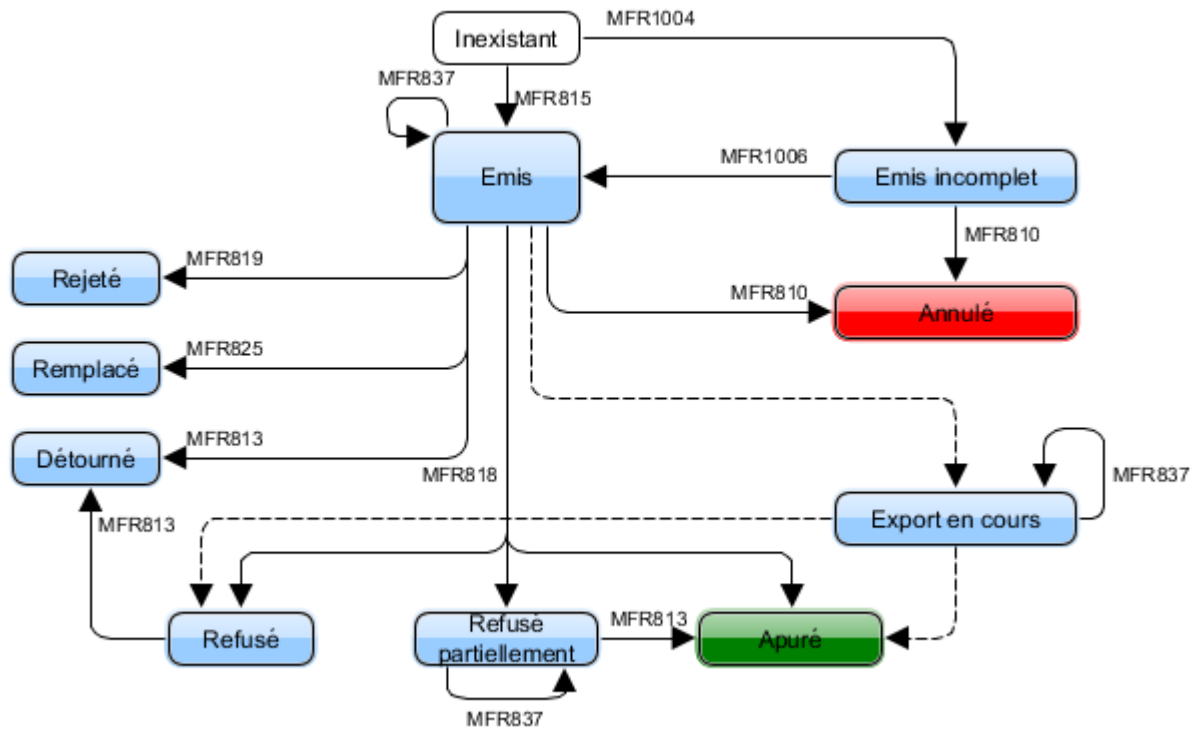 MFR1004
Inexistant
MFR837
MFR815
MFR1006
Emis
Emis incomplet
MFR810
MFR819
Rejeté
MFR810
Annulé
MFR825
Remplacé
MFR813
Détourné
MFR818
MFR837
MFR813
Export en cours
MFR813
Refusé
Refusé
partiellement
Apuré
MFR837